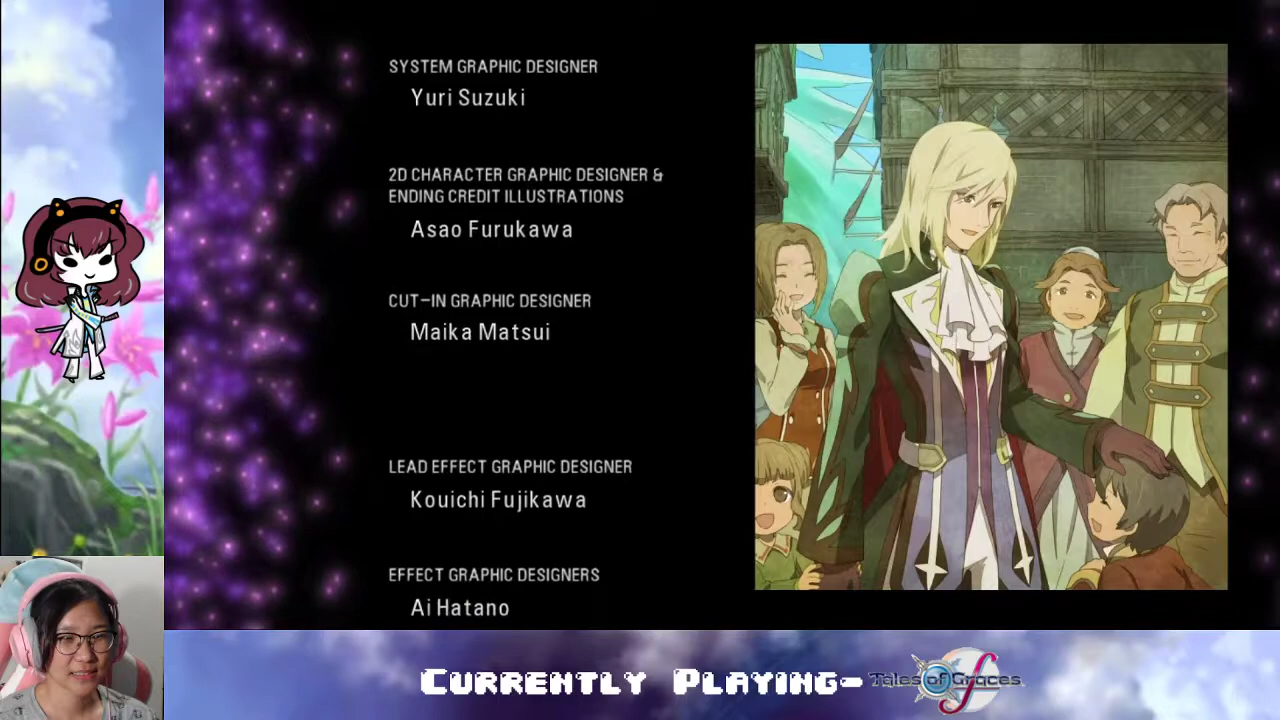 SYSTEM GRAPHIC DESIGNER
Yuri Suzuki
2D CHARACTER GRAPHIC DESIGNER &
ENDING CREDIT ILLUSTRATIONS
Asao Furukawa
CUT-IN GRAPHIC DESIGNER
Maika Matsui
LEAD EFFECT GRAPHIC DESIGNER
Kouichi Fujikawa
EFFECT GRAPHIC DESIGNERS
Ai Hatano
CURRENTLY PLAYING- Tales of Graces f